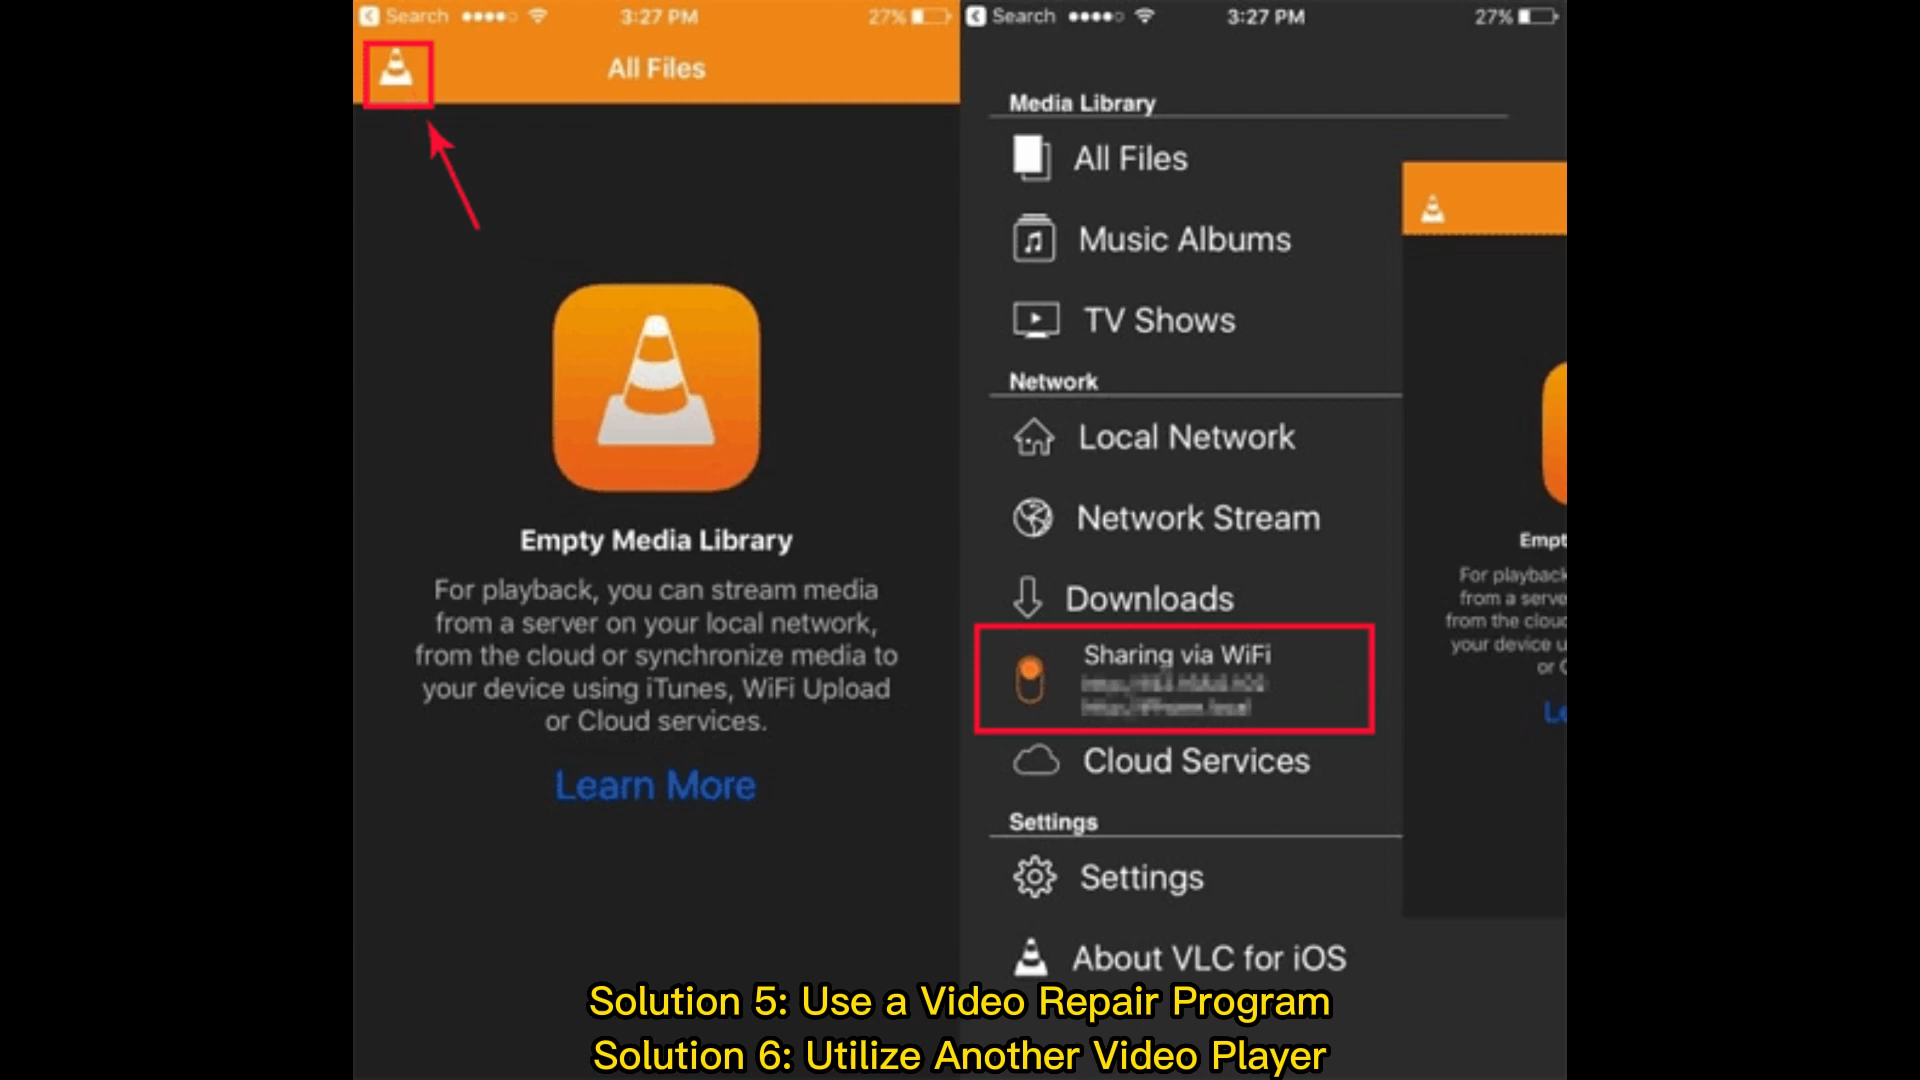 Search
3:27 PM
27%
All Files
Empty Media Library
For playback, you can stream media
from a server on your local network,
from the cloud or synchronize media to
your device using iTunes, WiFi Upload
or Cloud services.
Learn More
Search
3:27 PM
27%
Media Library
All Files
Music Albums
TV Shows
Network
Local Network
Network Stream
Downloads
Sharing via WiFi
Cloud Services
Settings
Settings
About VLC for iOS
Empt
For playback
from a serve
from the cloud
your device u
or C
Le
Solution 5: Use a Video Repair Program
Solution 6: Utilize Another Video Player